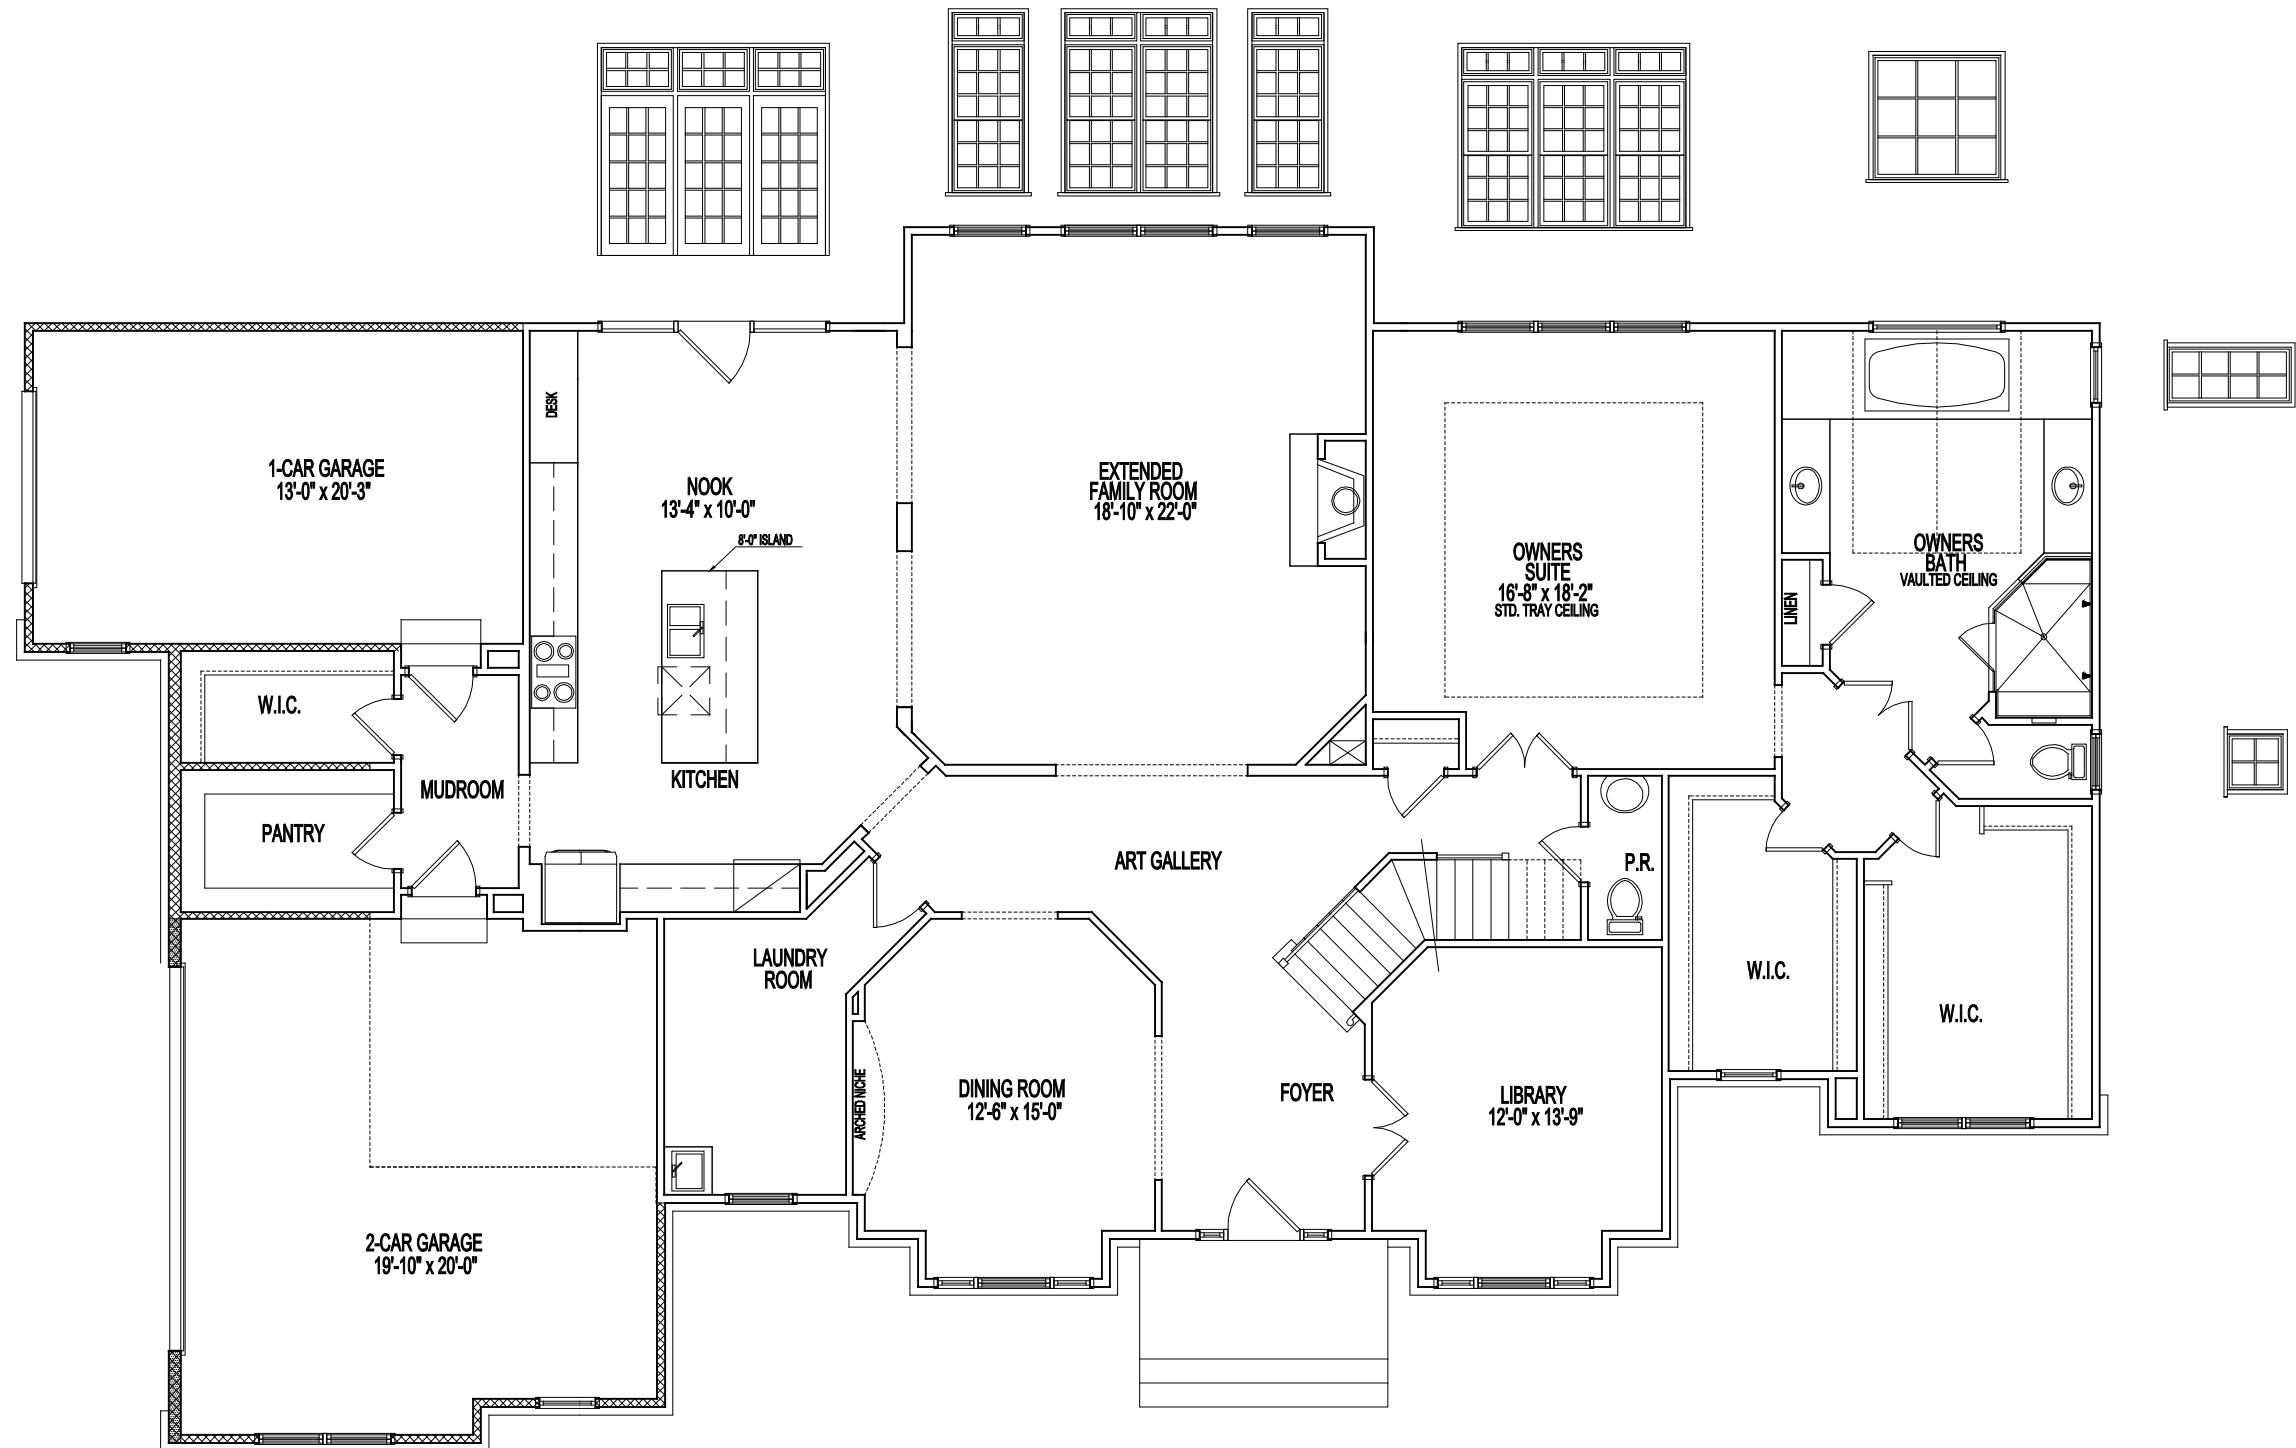 DESK
1-CAR GARAGE
13'-0" x 20'-3"
NOOK
13'-4" x 10'-0"
8'-0" ISLAND
EXTENDED
FAMILY ROOM
18'-10" x 22'-0"
OWNERS
SUITE
16'-8" x 18'-2"
STD. TRAY CEILING
OWNERS
BATH
VAULTED CEILING
LINEN
W.I.C.
MUDROOM
KITCHEN
PANTRY
ART GALLERY
P.R.
LAUNDRY
ROOM
W.I.C.
W.I.C.
ARCHED NICHE
DINING ROOM
12'-6" x 15'-0"
FOYER
LIBRARY
12'-0" x 13'-9"
2-CAR GARAGE
19'-10" x 20'-0"